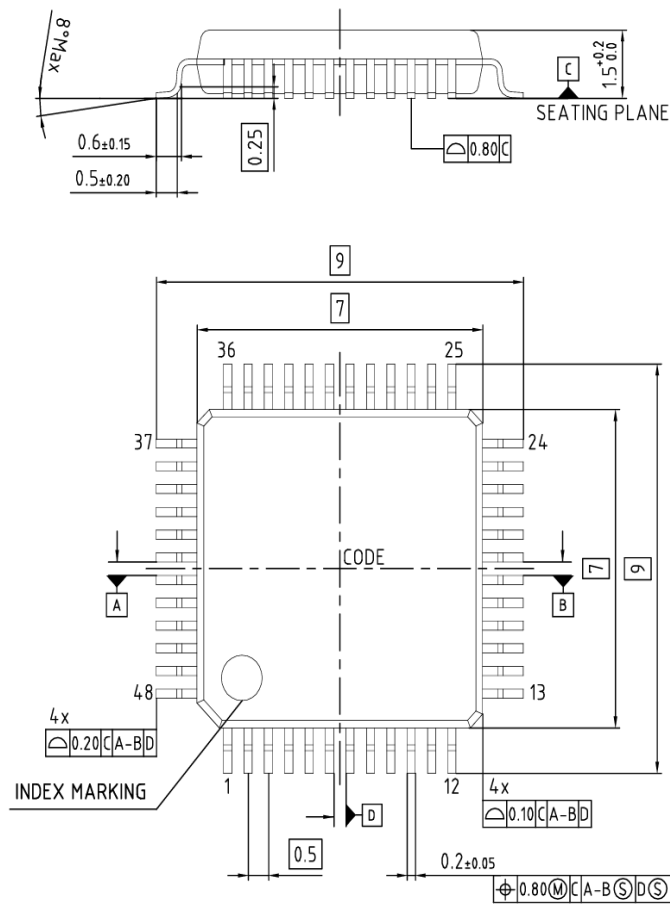 8°Max
1.5 +0.2 0.0
C
SEATING PLANE
0.6±0.15
0.25
⌓ 0.80 C
0.5±0.20
9
7
36 25
37 24
CODE
7 9
A B
48 13
4x
⌓ 0.20 C A-B D
INDEX MARKING
1 12
4x
D
⌓ 0.10 C A-B D
0.5
0.2±0.05
⌖ 0.80 Ⓜ C A-B Ⓢ D Ⓢ